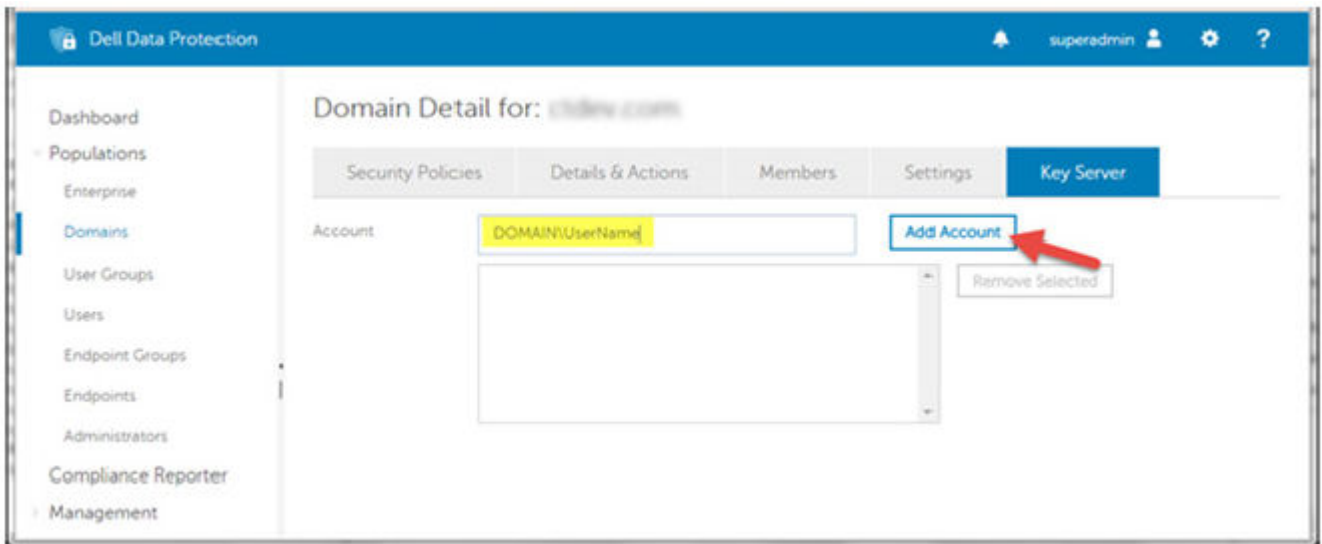 Dell Data Protection
superadmin
?
Dashboard
Populations
Enterprise
Domains
User Groups
Users
Endpoint Groups
Endpoints
Administrators
Compliance Reporter
Management
Domain Detail for:
Security Policies
Details & Actions
Members
Settings
Key Server
Account
DOMAIN\UserName
Add Account
Remove Selected